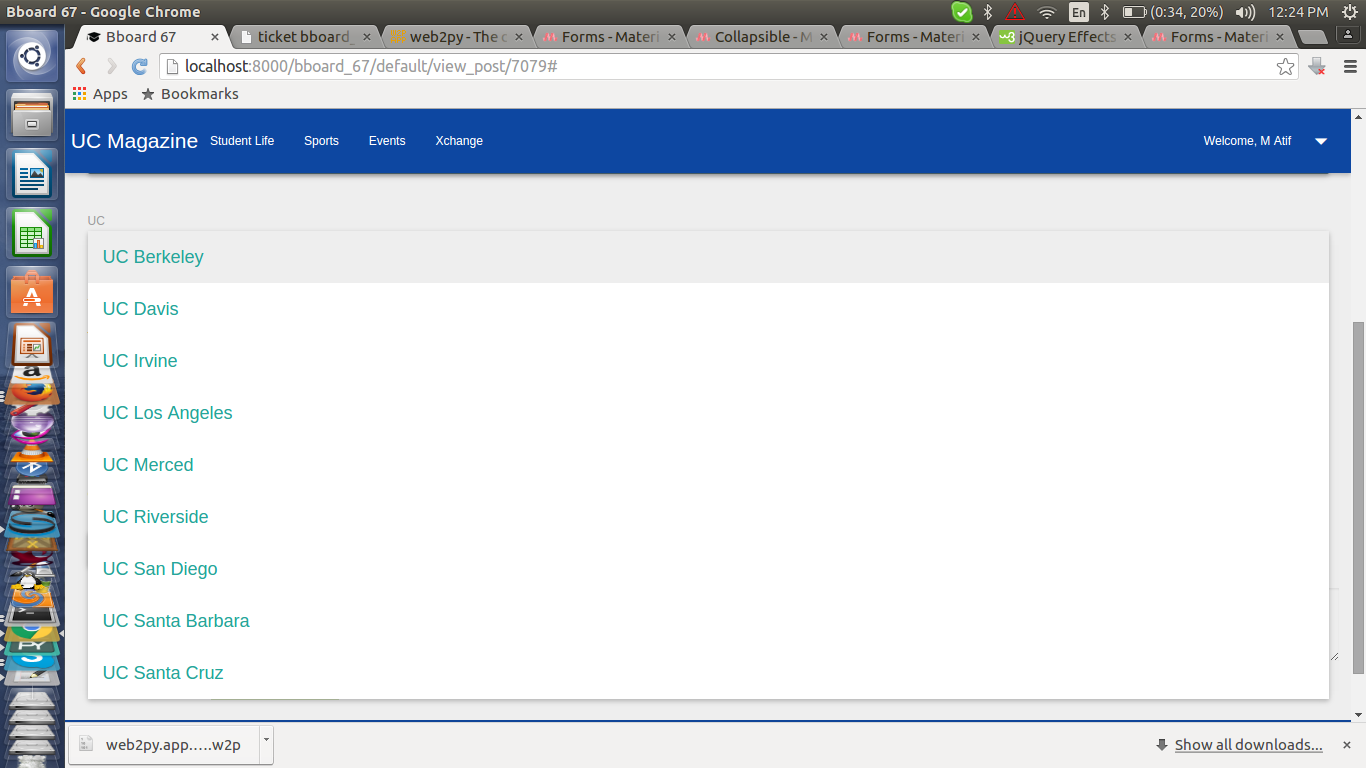 Bboard 67 - Google Chrome
En
(0:34, 20%)
12:24 PM
Bboard 67
ticket bboard_
web2py - The c
Forms - Materi
Collapsible - M
Forms - Materi
jQuery Effects
Forms - Materi
localhost:8000/bboard_67/default/view_post/7079#
Apps
Bookmarks
UC Magazine
Student Life
Sports
Events
Xchange
Welcome, M Atif
UC
UC Berkeley
UC Davis
UC Irvine
UC Los Angeles
UC Merced
UC Riverside
UC San Diego
UC Santa Barbara
UC Santa Cruz
web2py.app.....w2p
Show all downloads...